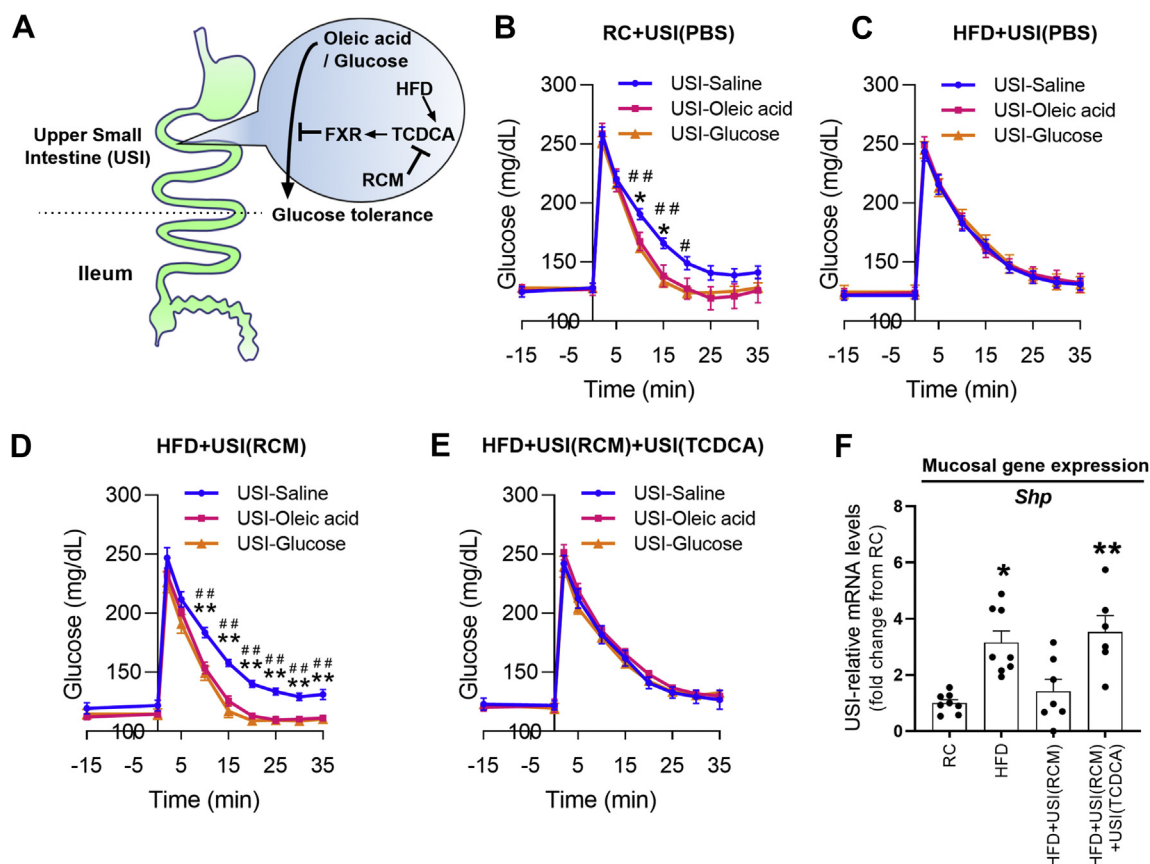 A
Oleic acid
/ Glucose
HFD
FXR
TCDCA
RCM
Upper Small
Intestine (USI)
Glucose tolerance
Ileum
B
RC+USI(PBS)
USI-Saline
USI-Oleic acid
USI-Glucose
Glucose (mg/dL)
300
250
200
150
100
0
##
*
##
*
#
-15 -5 5 15 25 35
Time (min)
C
HFD+USI(PBS)
USI-Saline
USI-Oleic acid
USI-Glucose
Glucose (mg/dL)
300
250
200
150
100
0
-15 -5 5 15 25 35
Time (min)
D
HFD+USI(RCM)
USI-Saline
USI-Oleic acid
USI-Glucose
Glucose (mg/dL)
300
250
200
150
100
0
##
**
##
**
##
**
##
**
##
**
##
**
-15 -5 5 15 25 35
Time (min)
E
HFD+USI(RCM)+USI(TCDCA)
USI-Saline
USI-Oleic acid
USI-Glucose
Glucose (mg/dL)
300
250
200
150
100
0
-15 -5 5 15 25 35
Time (min)
F
Mucosal gene expression
Shp
USI-relative mRNA levels
(fold change from RC)
8
6
4
2
0
*
**
RC
HFD
HFD+USI(RCM)
HFD+USI(RCM)
+USI(TCDCA)